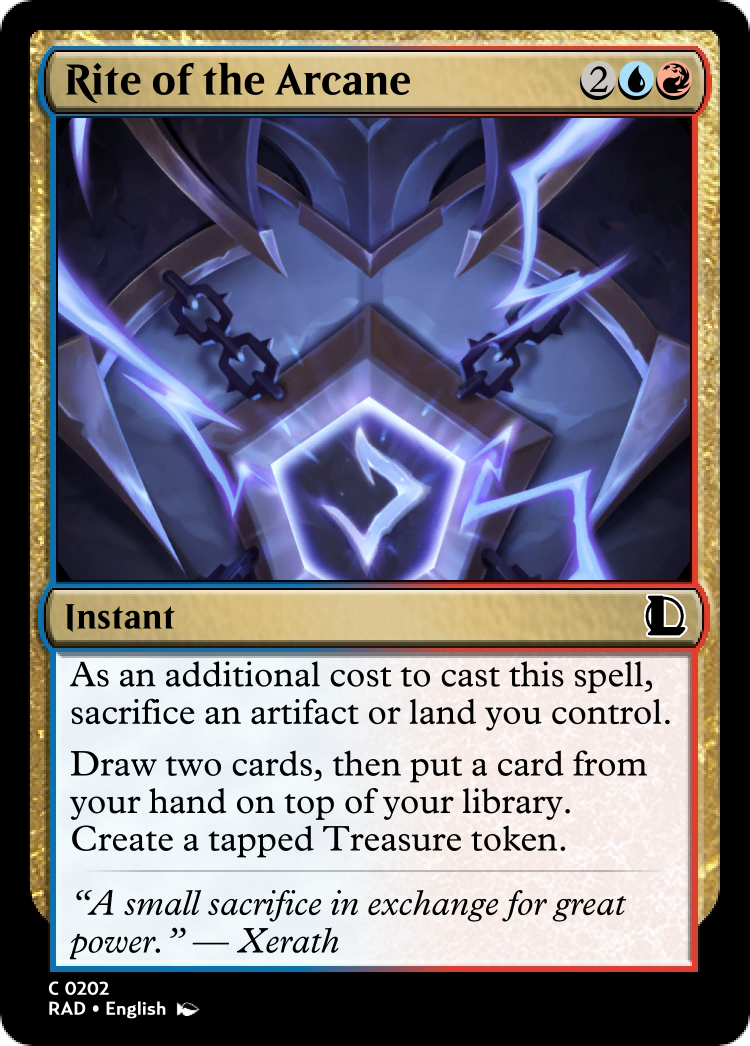 Rite of the Arcane 2
Instant
As an additional cost to cast this spell,
sacrifice an artifact or land you control.
Draw two cards, then put a card from
your hand on top of your library.
Create a tapped Treasure token.
“A small sacrifice in exchange for great
power.” — Xerath
C 0202
RAD • English